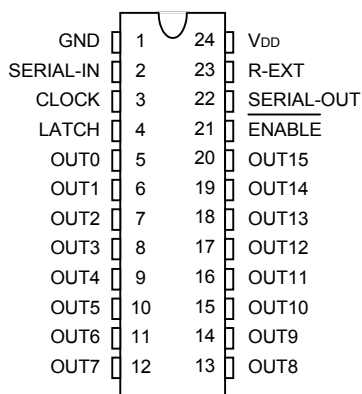 GND 1 24 VDD
SERIAL-IN 2 23 R-EXT
CLOCK 3 22 SERIAL-OUT
LATCH 4 21 ENABLE
OUT0 5 20 OUT15
OUT1 6 19 OUT14
OUT2 7 18 OUT13
OUT3 8 17 OUT12
OUT4 9 16 OUT11
OUT5 10 15 OUT10
OUT6 11 14 OUT9
OUT7 12 13 OUT8